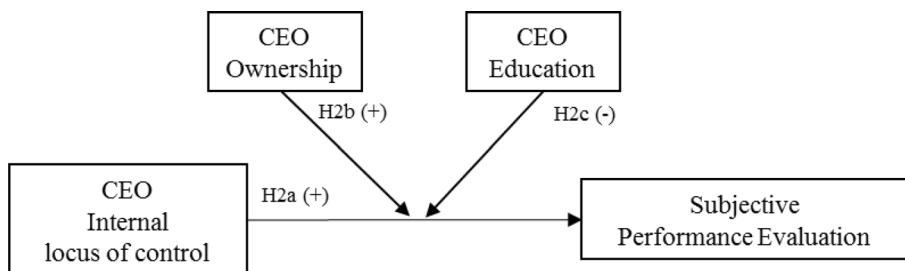 CEO
Ownership
CEO
Education
H2b (+)
H2c (-)
CEO
Internal
locus of control
H2a (+)
Subjective
Performance Evaluation